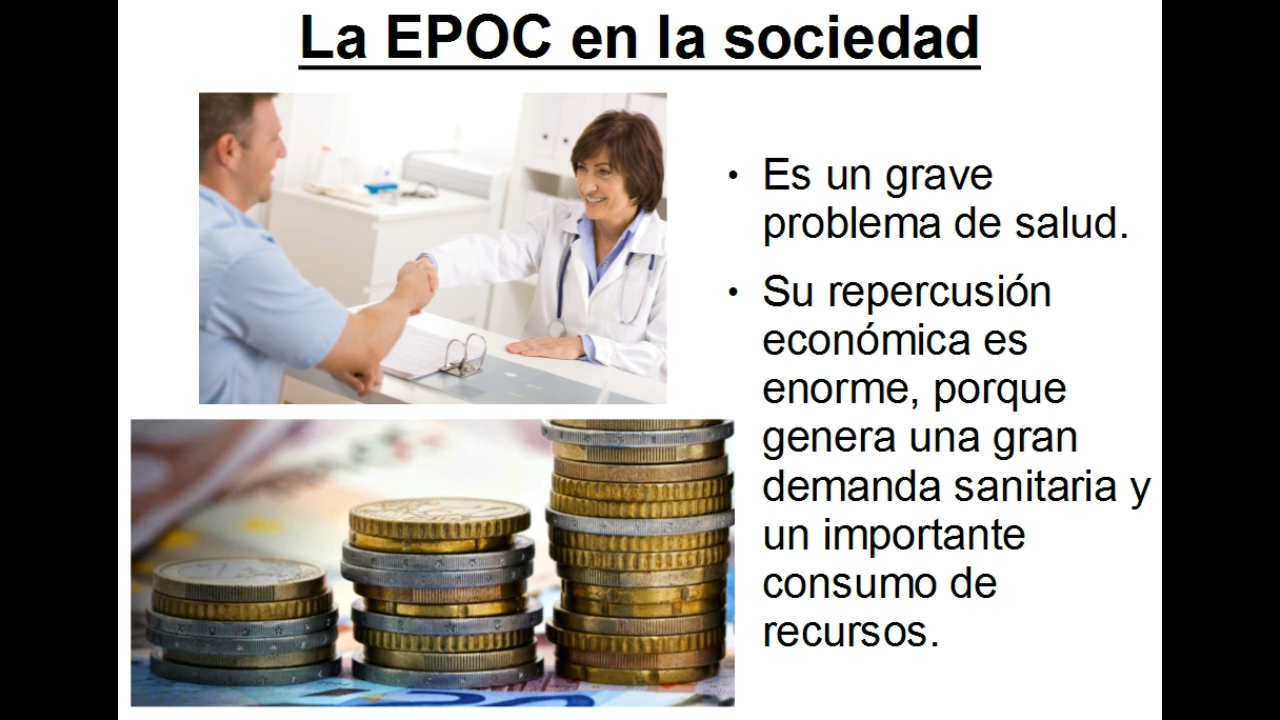 La EPOC en la sociedad
• Es un grave
problema de salud.
• Su repercusión
económica es
enorme, porque
genera una gran
demanda sanitaria y
un importante
consumo de
recursos.